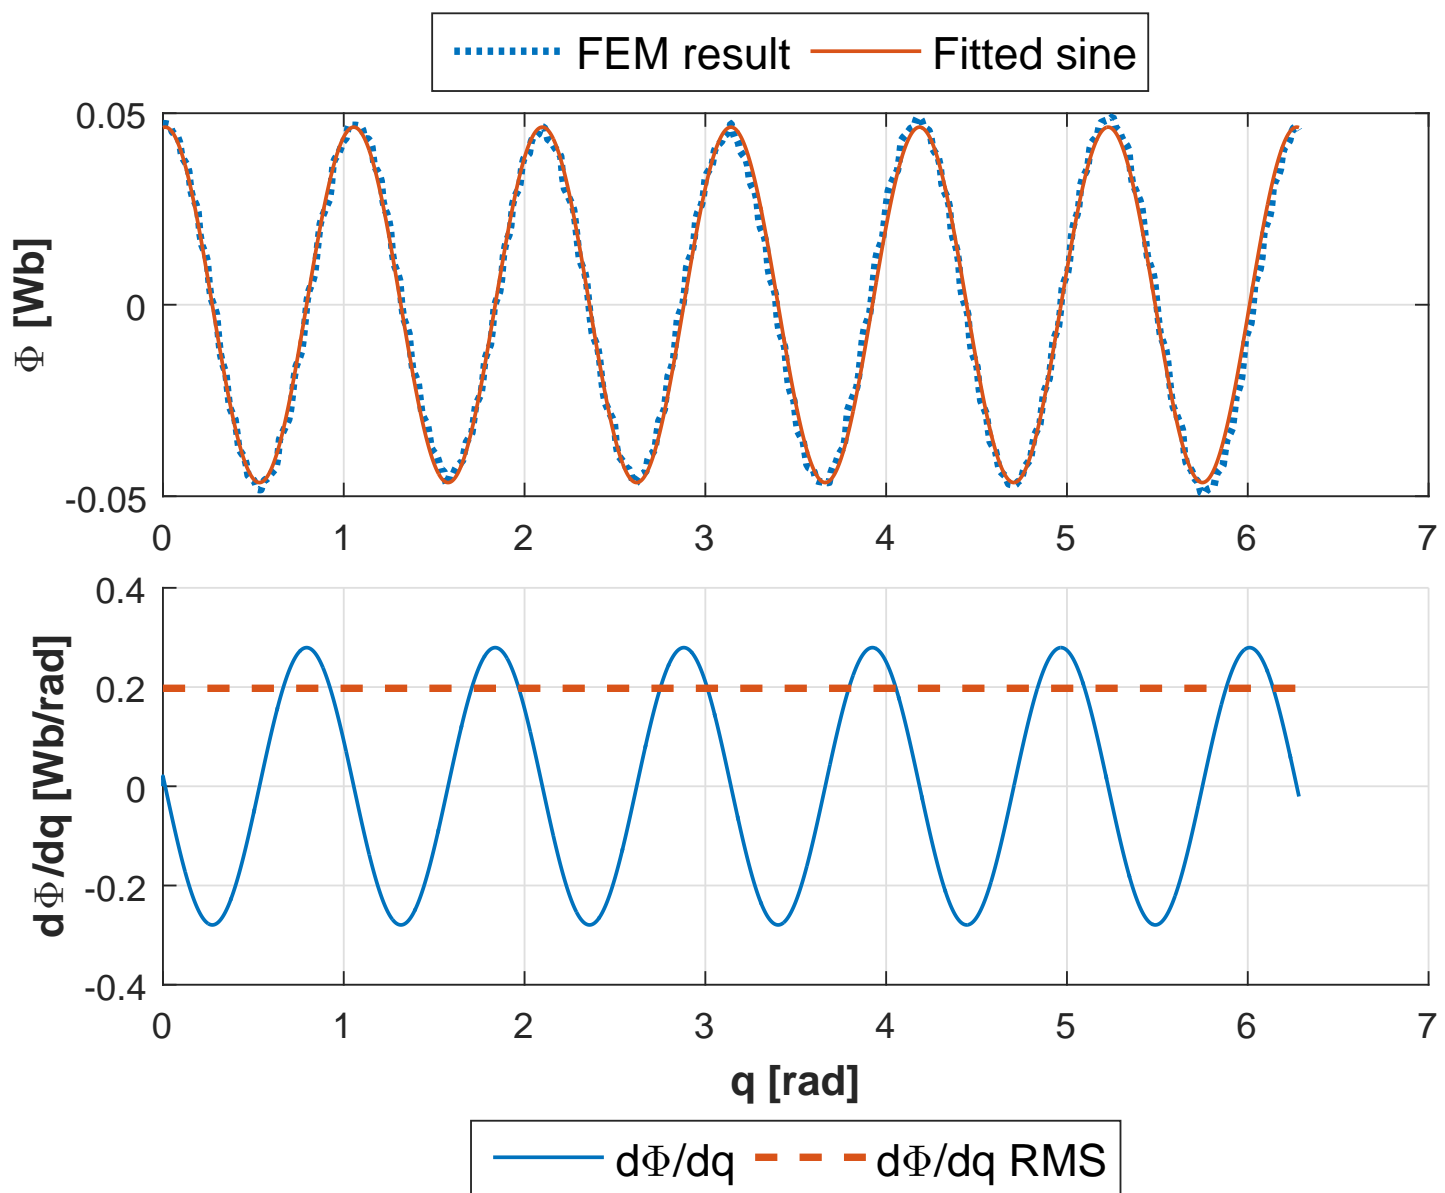 FEM result Fitted sine
0.05
0
-0.05
Φ [Wb]
0 1 2 3 4 5 6 7
0.4
0.2
0
-0.2
-0.4
dΦ/dq [Wb/rad]
0 1 2 3 4 5 6 7
q [rad]
dΦ/dq dΦ/dq RMS